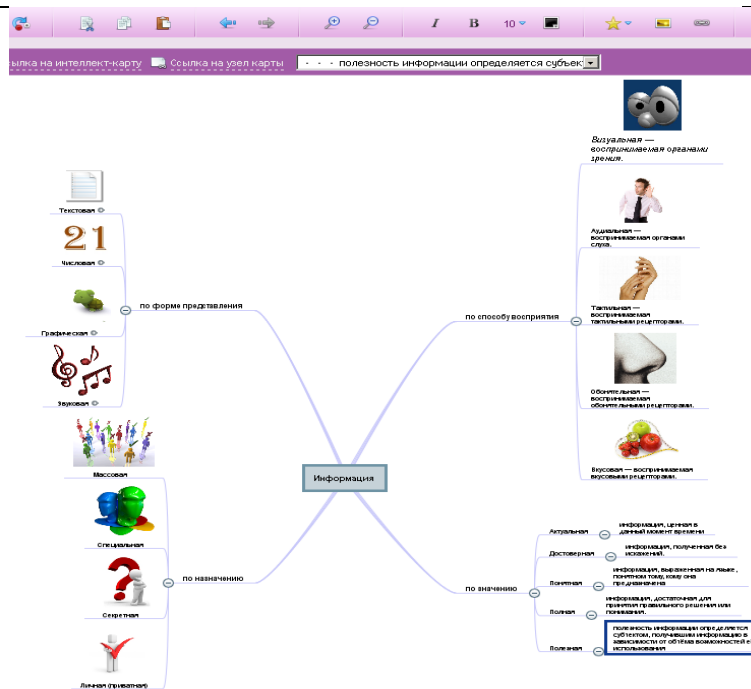 I B 10
сылка на интеллект-карту Ссылка на узел карты - - - полезность информации определяется субъек
Визуальная —
воспринимаемая органами
зрения.
Текстовая
21
Аудиальная —
воспринимаемая органами
слуха.
Числовая
по форме представления
по способу восприятия
Тактильная —
воспринимаемая
тактильными рецепторами.
Графическая
Обонятельная —
воспринимаемая
обонятельными рецепторами.
Звуковая
Вкусовая — воспринимаемая
вкусовыми рецепторами.
Массовая
Информация
Специальная
Актуальная
информация, ценная в
данный момент времени
Достоверная
информация, полученная без
искажений.
по назначению
по значению
Понятная
информация, выраженная на языке,
понятном тому, кому она
предназначена
Секретная
Полная
информация, достаточная для
принятия правильного решения или
понимания.
Полезная
полезность информации определяется
субъектом, получившим информацию в
зависимости от объёма возможностей е
использования
Личная (приватная)